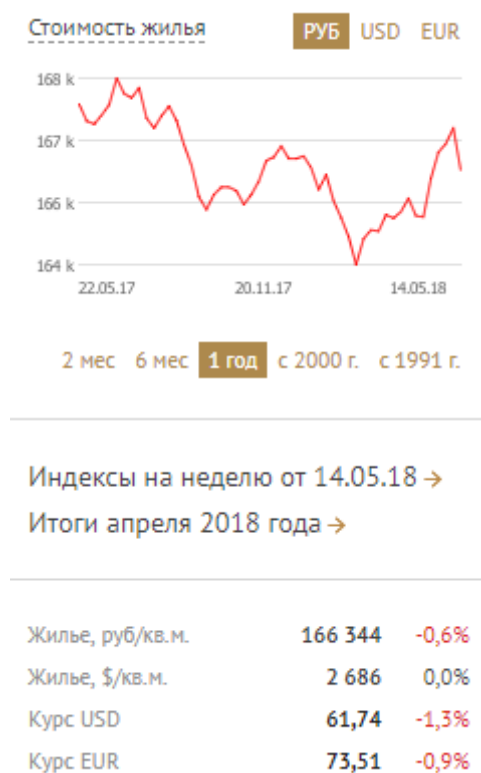 Стоимость жилья РУБ USD EUR
168 k
167 k
166 k
164 k
22.05.17 20.11.17 14.05.18
2 мес 6 мес 1 год с 2000 г. с 1991 г.
Индексы на неделю от 14.05.18 →
Итоги апреля 2018 года →
Жилье, руб/кв.м. 166 344 -0,6%
Жилье, $/кв.м. 2 686 0,0%
Курс USD 61,74 -1,3%
Курс EUR 73,51 -0,9%